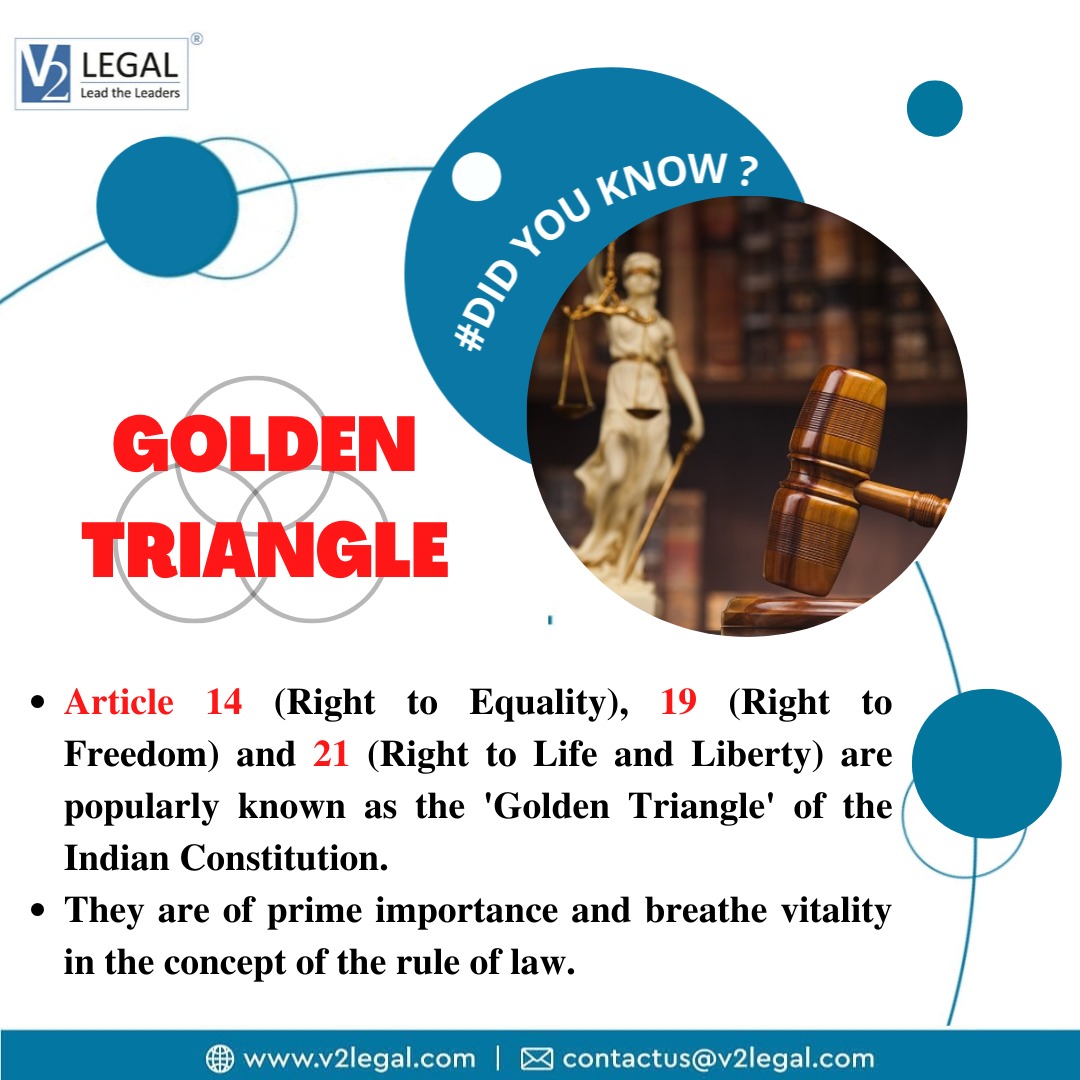 V2 LEGAL ®
Lead the Leaders
#DID YOU KNOW ?
GOLDEN
TRIANGLE
• Article 14 (Right to Equality), 19 (Right to
Freedom) and 21 (Right to Life and Liberty) are
popularly known as the 'Golden Triangle' of the
Indian Constitution.
• They are of prime importance and breathe vitality
in the concept of the rule of law.
www.v2legal.com | contactus@v2legal.com